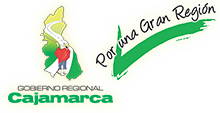 GOBIERNO REGIONAL
Cajamarca
Por una Gran Región